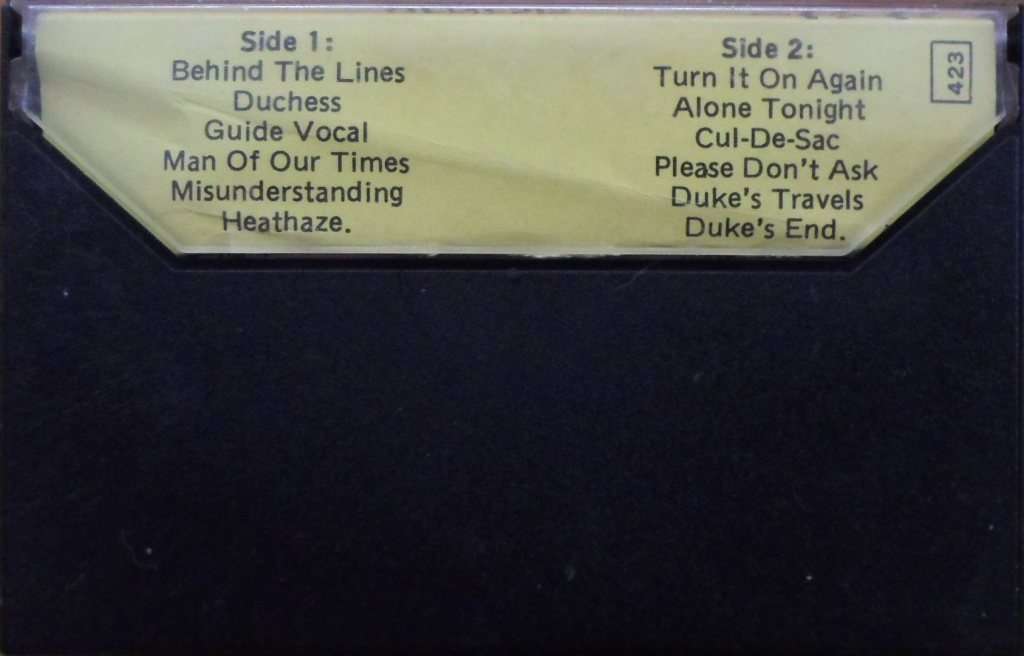 Side 1:
Behind The Lines
Duchess
Guide Vocal
Man Of Our Times
Misunderstanding
Heathaze.
Side 2:
Turn It On Again
Alone Tonight
Cul-De-Sac
Please Don't Ask
Duke's Travels
Duke's End.
423